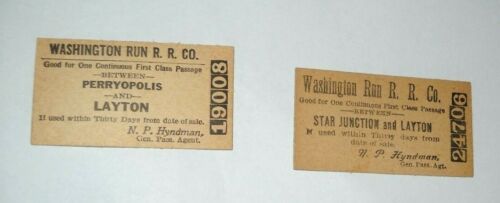 WASHINGTON RUN R. R. CO.
Good for One Continuous First Class Passage
—BETWEEN—
PERRYOPOLIS
—AND—
LAYTON
If used within Thirty Days from date of sale.
N. P. Hyndman,
Gen. Pass. Agent.
19008
Washington Run R. R. Co.
Good for One Continuous First Class Passage
—BETWEEN—
STAR JUNCTION and LAYTON
If used within Thirty days from
date of sale.
N. P. Hyndman,
Gen. Pass. Agt.
24706